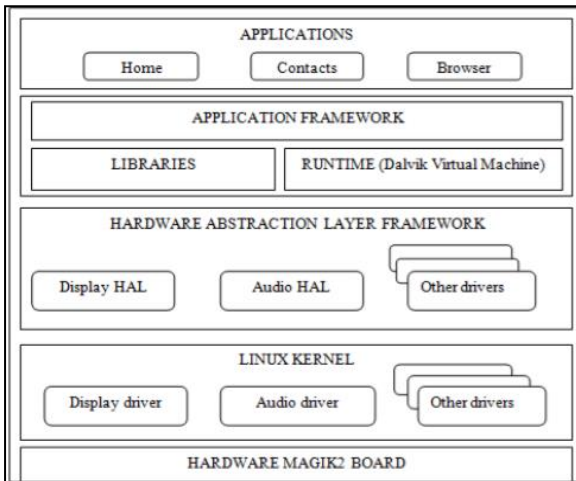 APPLICATIONS
Home Contacts Browser
APPLICATION FRAMEWORK
LIBRARIES RUNTIME (Dalvik Virtual Machine)
HARDWARE ABSTRACTION LAYER FRAMEWORK
Display HAL Audio HAL Other drivers
LINUX KERNEL
Display driver Audio driver Other drivers
HARDWARE MAGIK2 BOARD